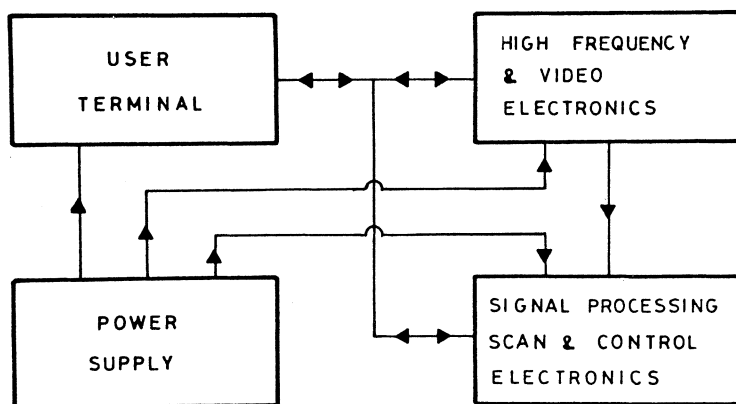 USER
TERMINAL
HIGH FREQUENCY
& VIDEO
ELECTRONICS
POWER
SUPPLY
SIGNAL PROCESSING
SCAN & CONTROL
ELECTRONICS